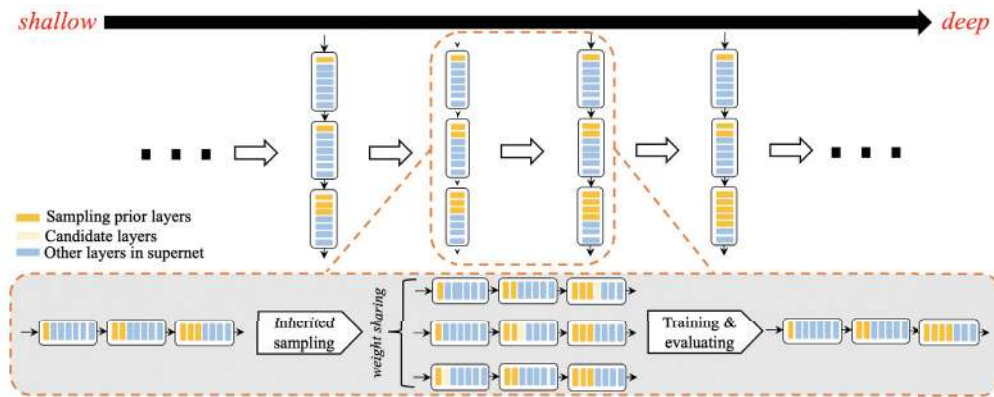 shallow
deep
Sampling prior layers
Candidate layers
Other layers in supernet
Inherited
sampling
weight sharing
Training &
evaluating